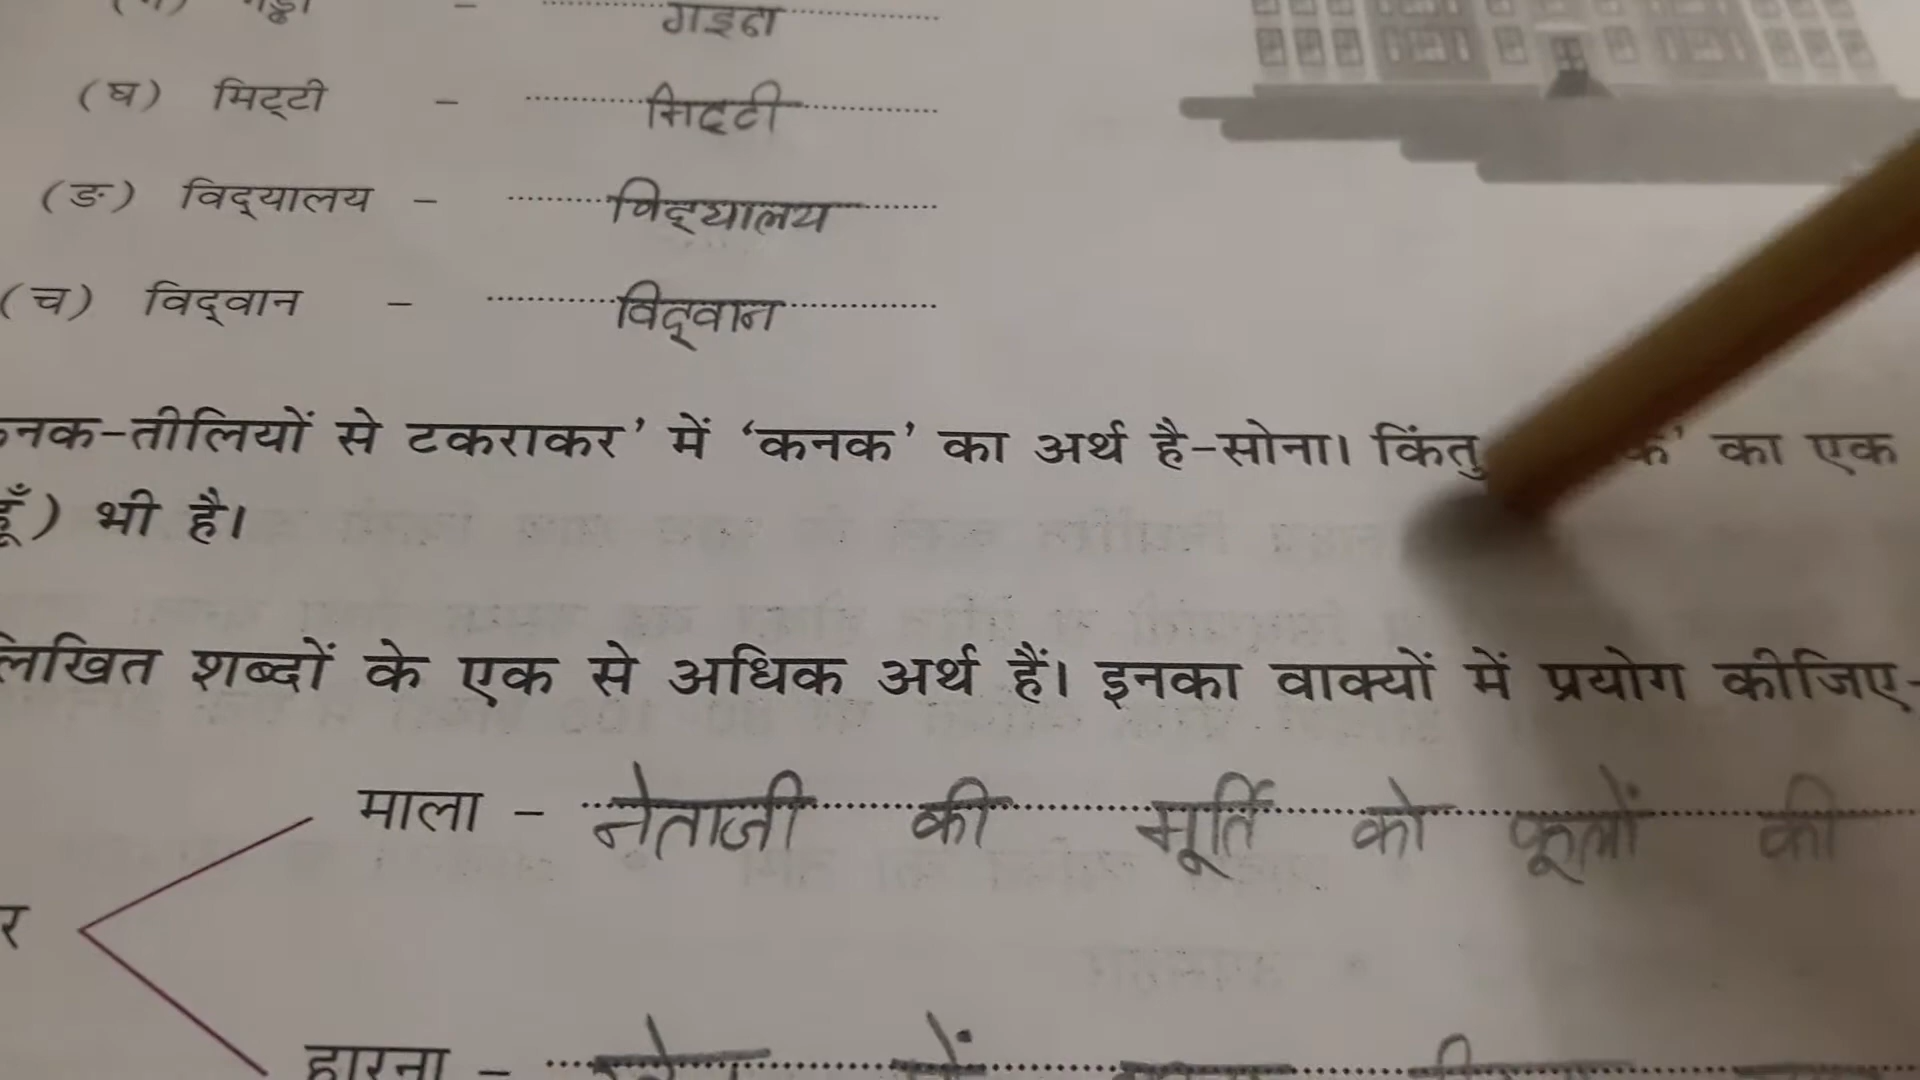 गड्ढा
(घ) मिट्टी - मिट्टी
(ङ) विद्यालय - विद्यालय
(च) विद्वान - विद्वान
नक-तीलियों से टकराकर' में 'कनक' का अर्थ है-सोना। किंतु क' का एक
हूँ) भी है।
लिखित शब्दों के एक से अधिक अर्थ हैं। इनका वाक्यों में प्रयोग कीजिए-
माला - नेताजी की मूर्ति को फूलों की
र
हारना - में